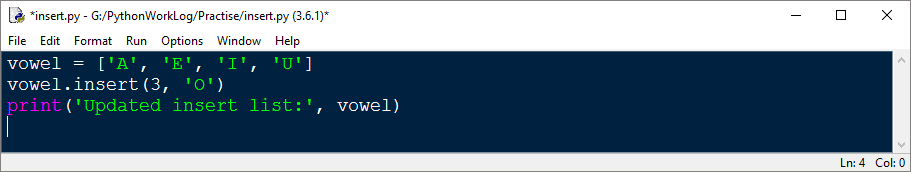 *insert.py - G:/PythonWorkLog/Practise/insert.py (3.6.1)*
File Edit Format Run Options Window Help
vowel = ['A', 'E', 'I', 'U']
vowel.insert(3, 'O')
print('Updated insert list:', vowel)
Ln: 4 Col: 0